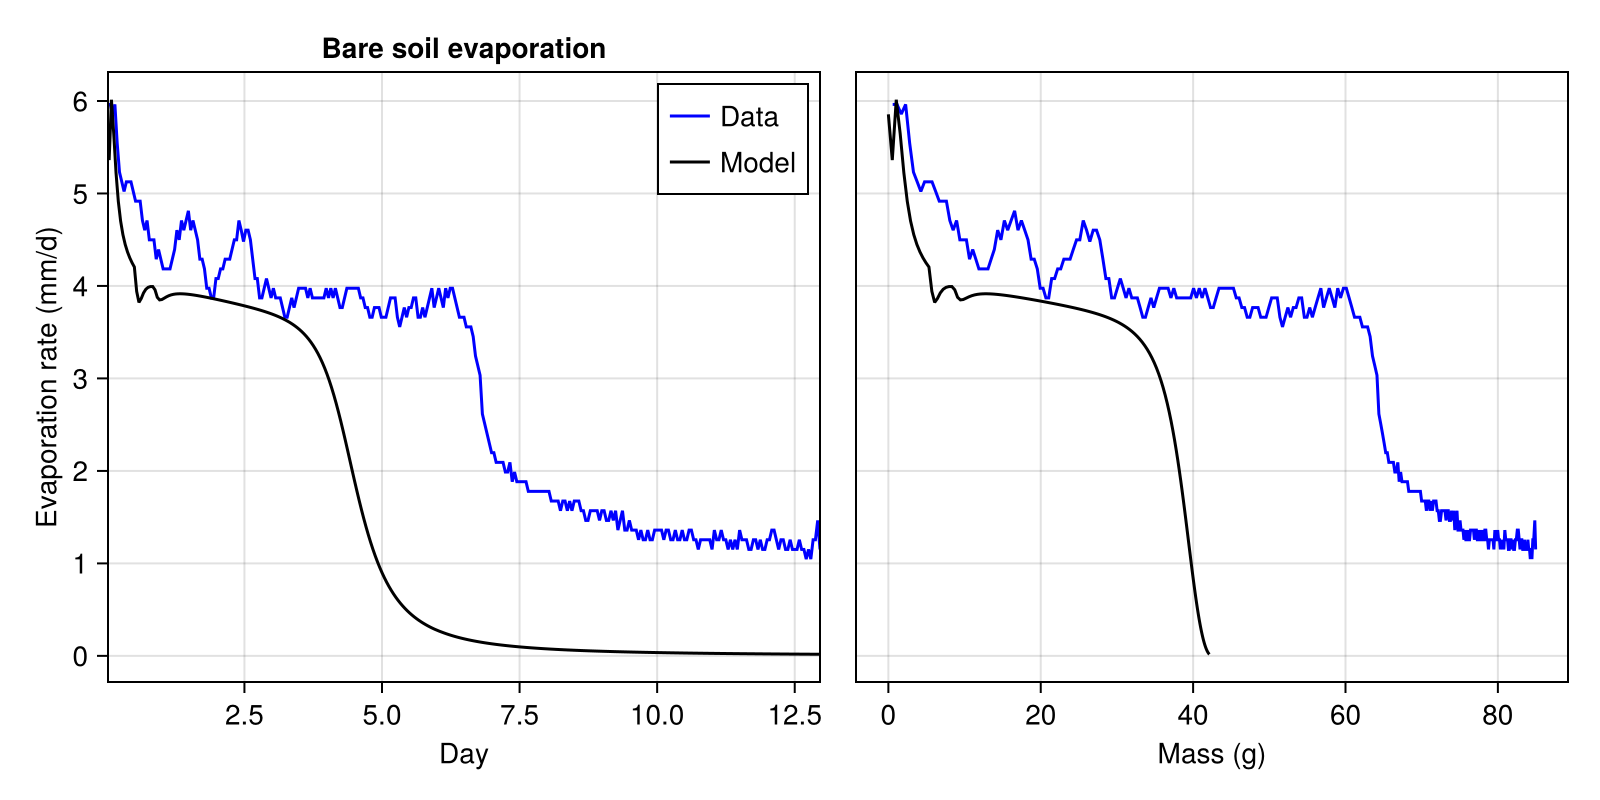 Bare soil evaporation
Data
Model
Evaporation rate (mm/d)
6
5
4
3
2
1
0
2.5 5.0 7.5 10.0 12.5
Day
0 20 40 60 80
Mass (g)